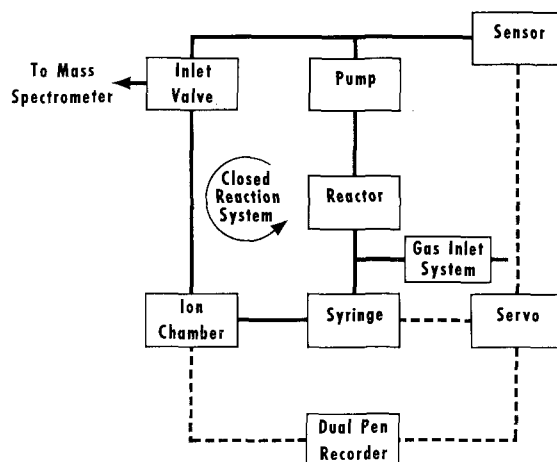 Sensor
To Mass
Spectrometer
Inlet
Valve
Pump
Closed
Reaction
System
Reactor
Gas Inlet
System
Ion
Chamber
Syringe
Servo
Dual Pen
Recorder